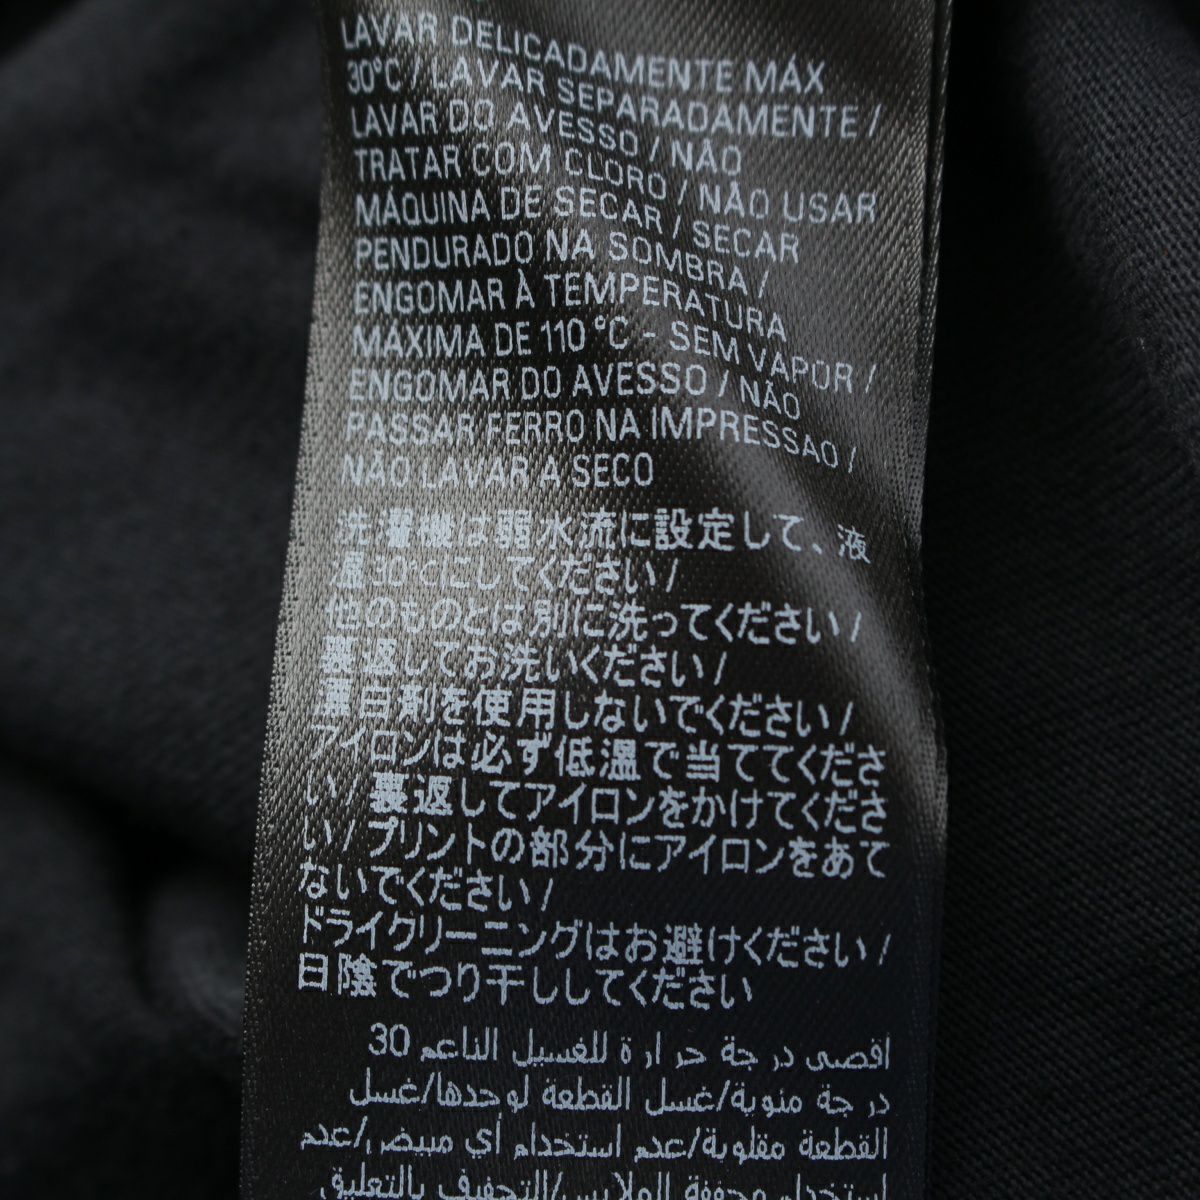 LAVAR DELICADAMENTE MÁX
30°C / LAVAR SEPARADAMENTE /
LAVAR DO AVESSO / NÃO
TRATAR COM CLORO / NÃO USAR
MÁQUINA DE SECAR / SECAR
PENDURADO NA SOMBRA /
ENGOMAR À TEMPERATURA
MÁXIMA DE 110 °C - SEM VAPOR /
ENGOMAR DO AVESSO / NÃO
PASSAR FERRO NA IMPRESSAO /
NÃO LAVAR A SECO
洗濯機は弱水流に設定して、液
温30℃にしてください/
他のものとは別に洗ってください/
裏返してお洗いください/
漂白剤を使用しないでください/
アイロンは必ず低温で当ててくださ
い/裏返してアイロンをかけてくださ
い/プリントの部分にアイロンをあて
ないでください/
ドライクリーニングはお避けください/
日陰でつり干ししてください
اقصى درجة حرارة للغسيل الناعم 30
درجة مئوية/غسل القطعة لوحدها/غسل
القطعة مقلوبة/عدم استخدام أي مبيض/عدم
استخدام مجففة الملابس/التجفيف بالتعليق